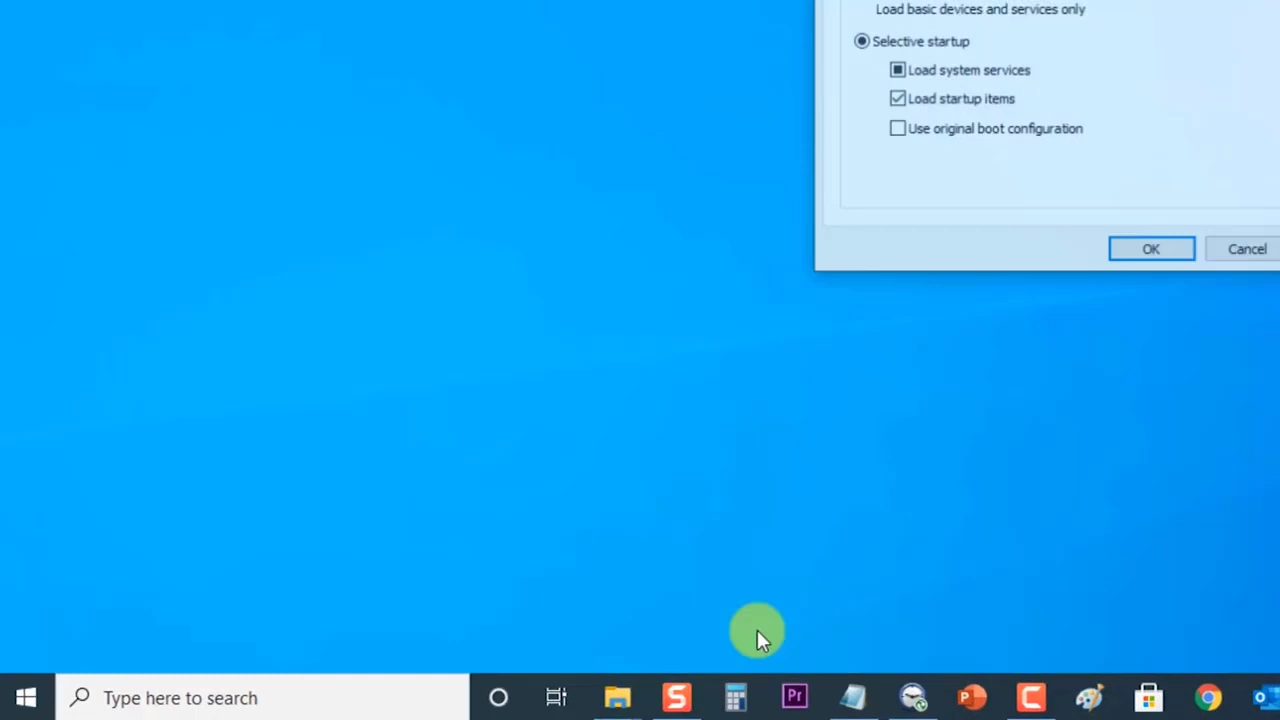 Load basic devices and services only
Selective startup
Load system services
Load startup items
Use original boot configuration
OK Cancel
Type here to search